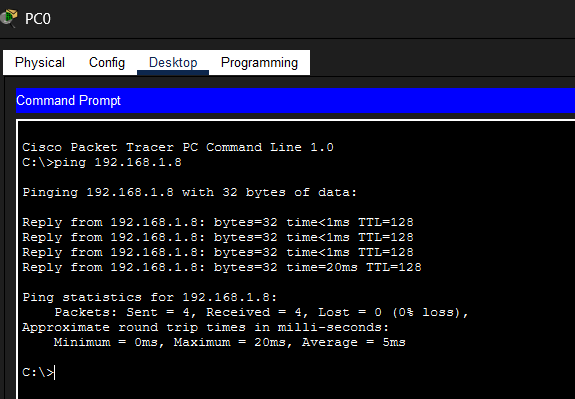 PC0
Physical Config Desktop Programming
Command Prompt
Cisco Packet Tracer PC Command Line 1.0
C:\>ping 192.168.1.8
Pinging 192.168.1.8 with 32 bytes of data:
Reply from 192.168.1.8: bytes=32 time<1ms TTL=128
Reply from 192.168.1.8: bytes=32 time<1ms TTL=128
Reply from 192.168.1.8: bytes=32 time<1ms TTL=128
Reply from 192.168.1.8: bytes=32 time=20ms TTL=128
Ping statistics for 192.168.1.8:
Packets: Sent = 4, Received = 4, Lost = 0 (0% loss),
Approximate round trip times in milli-seconds:
Minimum = 0ms, Maximum = 20ms, Average = 5ms
C:\>